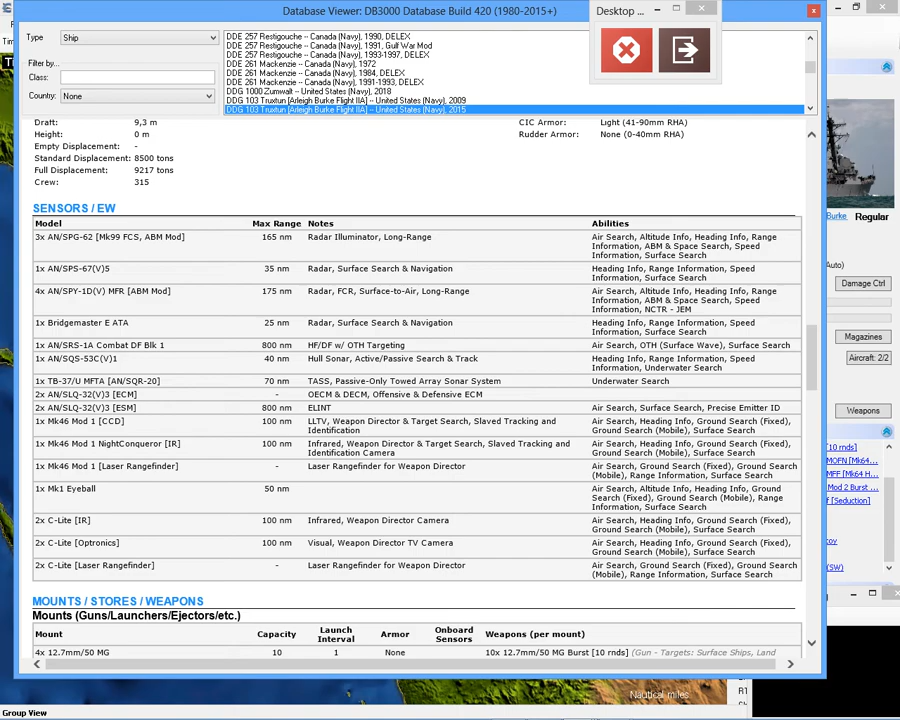 Database Viewer: DB3000 Database Build 420 (1980-2015+)
Desktop ...
Type
Ship
Filter by...
Class:
Country:
None
DDE 257 Restigouche -- Canada (Navy), 1990, DELEX
DDE 257 Restigouche -- Canada (Navy), 1991, Gulf War Mod
DDE 257 Restigouche -- Canada (Navy), 1993-1997, DELEX
DDE 261 Mackenzie -- Canada (Navy), 1972
DDE 261 Mackenzie -- Canada (Navy), 1984, DELEX
DDE 261 Mackenzie -- Canada (Navy), 1991-1993, DELEX
DDG 1000 Zumwalt -- United States (Navy), 2018
DDG 103 Truxtun [Arleigh Burke Flight IIA] -- United States (Navy), 2009
DDG 103 Truxtun [Arleigh Burke Flight IIA] -- United States (Navy), 2015
Draft: 9,3 m
Height: 0 m
Empty Displacement: -
Standard Displacement: 8500 tons
Full Displacement: 9217 tons
Crew: 315
CIC Armor: Light (41-90mm RHA)
Rudder Armor: None (0-40mm RHA)
SENSORS / EW
Model Max Range Notes Abilities
3x AN/SPG-62 [Mk99 FCS, ABM Mod] 165 nm Radar Illuminator, Long-Range Air Search, Altitude Info, Heading Info, Range
Information, ABM & Space Search, Speed
Information, Surface Search
1x AN/SPS-67(V)5 35 nm Radar, Surface Search & Navigation Heading Info, Range Information, Speed
Information, Surface Search
4x AN/SPY-1D(V) MFR [ABM Mod] 175 nm Radar, FCR, Surface-to-Air, Long-Range Air Search, Altitude Info, Heading Info, Range
Information, ABM & Space Search, Speed
Information, NCTR - JEM
1x Bridgemaster E ATA 25 nm Radar, Surface Search & Navigation Heading Info, Range Information, Speed
Information, Surface Search
1x AN/SRS-1A Combat DF Blk 1 800 nm HF/DF w/ OTH Targeting Air Search, OTH (Surface Wave), Surface Search
1x AN/SQS-53C(V)1 40 nm Hull Sonar, Active/Passive Search & Track Heading Info, Range Information, Speed
Information, Underwater Search
1x TB-37/U MFTA [AN/SQR-20] 70 nm TASS, Passive-Only Towed Array Sonar System Underwater Search
2x AN/SLQ-32(V)3 [ECM] - OECM & DECM, Offensive & Defensive ECM
2x AN/SLQ-32(V)3 [ESM] 800 nm ELINT Air Search, Surface Search, Precise Emitter ID
1x Mk46 Mod 1 [CCD] 100 nm LLTV, Weapon Director & Target Search, Slaved Tracking and
Identification Air Search, Ground Search (Fixed),
Ground Search (Mobile), Surface Search
1x Mk46 Mod 1 NightConqueror [IR] 100 nm Infrared, Weapon Director & Target Search, Slaved Tracking and
Identification Camera Air Search, Heading Info, Ground Search (Fixed),
Ground Search (Mobile), Surface Search
1x Mk46 Mod 1 [Laser Rangefinder] - Laser Rangefinder for Weapon Director Air Search, Ground Search (Fixed), Ground Search
(Mobile), Range Information, Surface Search
1x Mk1 Eyeball 50 nm Air Search, Altitude Info, Heading Info, Ground
Search (Fixed), Ground Search (Mobile), Range
Information, Surface Search
2x C-Lite [IR] 100 nm Infrared, Weapon Director Camera Air Search, Heading Info, Ground Search (Fixed),
Ground Search (Mobile), Surface Search
2x C-Lite [Optronics] 100 nm Visual, Weapon Director TV Camera Air Search, Heading Info, Ground Search (Fixed),
Ground Search (Mobile), Surface Search
2x C-Lite [Laser Rangefinder] - Laser Rangefinder for Weapon Director Air Search, Ground Search (Fixed), Ground Search
(Mobile), Range Information, Surface Search
MOUNTS / STORES / WEAPONS
Mounts (Guns/Launchers/Ejectors/etc.)
Mount Capacity Launch
Interval Armor Onboard
Sensors Weapons (per mount)
4x 12.7mm/50 MG 10 1 None 10x 12.7mm/50 MG Burst [10 rnds] (Gun - Targets: Surface Ships, Land
Burke Regular
Auto)
Damage Ctrl
Magazines
Aircraft: 2/2
Weapons
[10 rnds]
MOFN [Mk64...
MFF [Mk64 H...
Mod 2 Burst ...
f [Seduction]
(SW)
Nautical miles
Group View